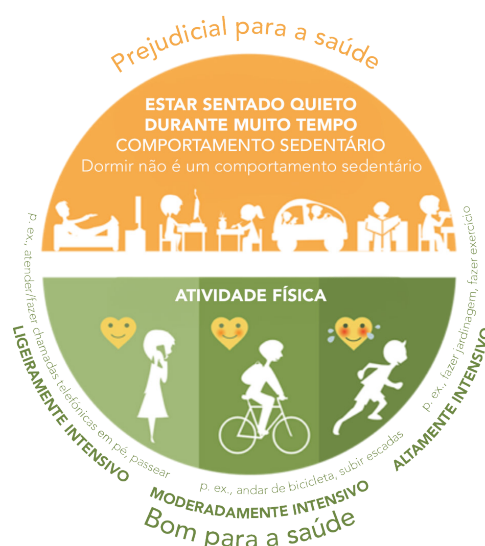 Prejudicial para a saúde
ESTAR SENTADO QUIETO
DURANTE MUITO TEMPO
COMPORTAMENTO SEDENTÁRIO
Dormir não é um comportamento sedentário
ATIVIDADE FÍSICA
p. ex., atender/fazer chamadas telefónicas em pé, passear
LIGEIRAMENTE INTENSIVO
p. ex., andar de bicicleta, subir escadas
MODERADAMENTE INTENSIVO
p. ex., fazer jardinagem, fazer exercício
ALTAMENTE INTENSIVO
Bom para a saúde